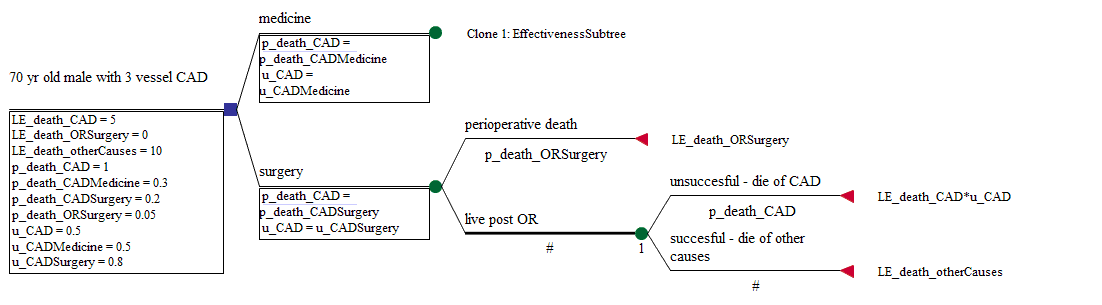 medicine
p_death_CAD =
p_death_CADMedicine
u_CAD =
u_CADMedicine
Clone 1: EffectivenessSubtree
70 yr old male with 3 vessel CAD
LE_death_CAD = 5
LE_death_ORSurgery = 0
LE_death_otherCauses = 10
p_death_CAD = 1
p_death_CADMedicine = 0.3
p_death_CADSurgery = 0.2
p_death_ORSurgery = 0.05
u_CAD = 0.5
u_CADMedicine = 0.5
u_CADSurgery = 0.8
surgery
p_death_CAD =
p_death_CADSurgery
u_CAD = u_CADSurgery
perioperative death
p_death_ORSurgery
LE_death_ORSurgery
live post OR
#
1
unsuccesful - die of CAD
p_death_CAD
LE_death_CAD*u_CAD
succesful - die of other
causes
#
LE_death_otherCauses